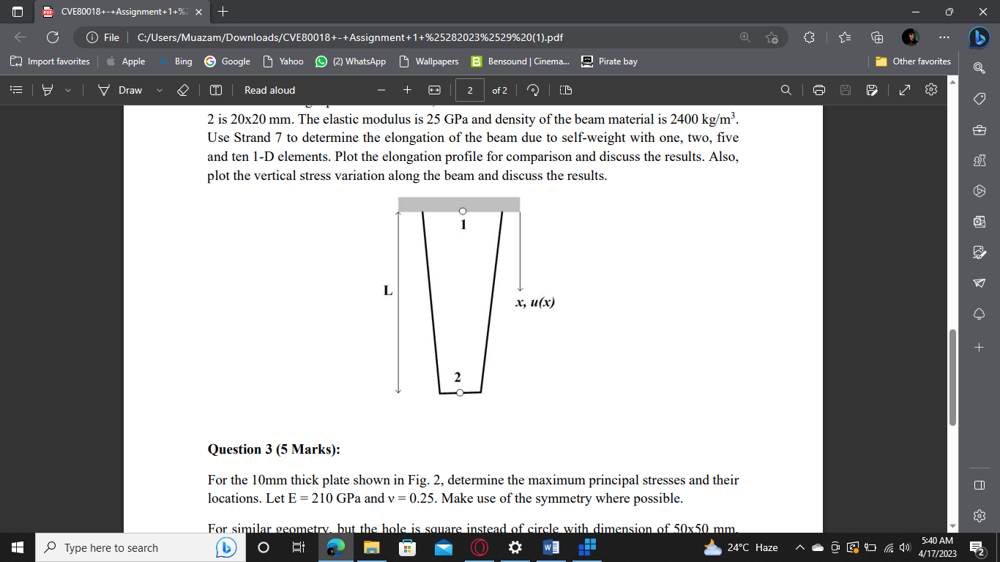 CVE80018+-+Assignment+1+%2
File
C:/Users/Muazam/Downloads/CVE80018+-+Assignment+1+%25282023%2529%20(1).pdf
Import favorites
Apple
Bing
Google
Yahoo
(2) WhatsApp
Wallpapers
Bensound | Cinema...
Pirate bay
Other favorites
Draw
Read aloud
2
of 2
2 is 20x20 mm. The elastic modulus is 25 GPa and density of the beam material is 2400 kg/m³.
Use Strand 7 to determine the elongation of the beam due to self-weight with one, two, five
and ten 1-D elements. Plot the elongation profile for comparison and discuss the results. Also,
plot the vertical stress variation along the beam and discuss the results.
1
L
x, u(x)
2
Question 3 (5 Marks):
For the 10mm thick plate shown in Fig. 2, determine the maximum principal stresses and their
locations. Let E = 210 GPa and ν = 0.25. Make use of the symmetry where possible.
For similar geometry, but the hole is square instead of circle with dimension of 50x50 mm,
Type here to search
24°C Haze
5:40 AM
4/17/2023
2